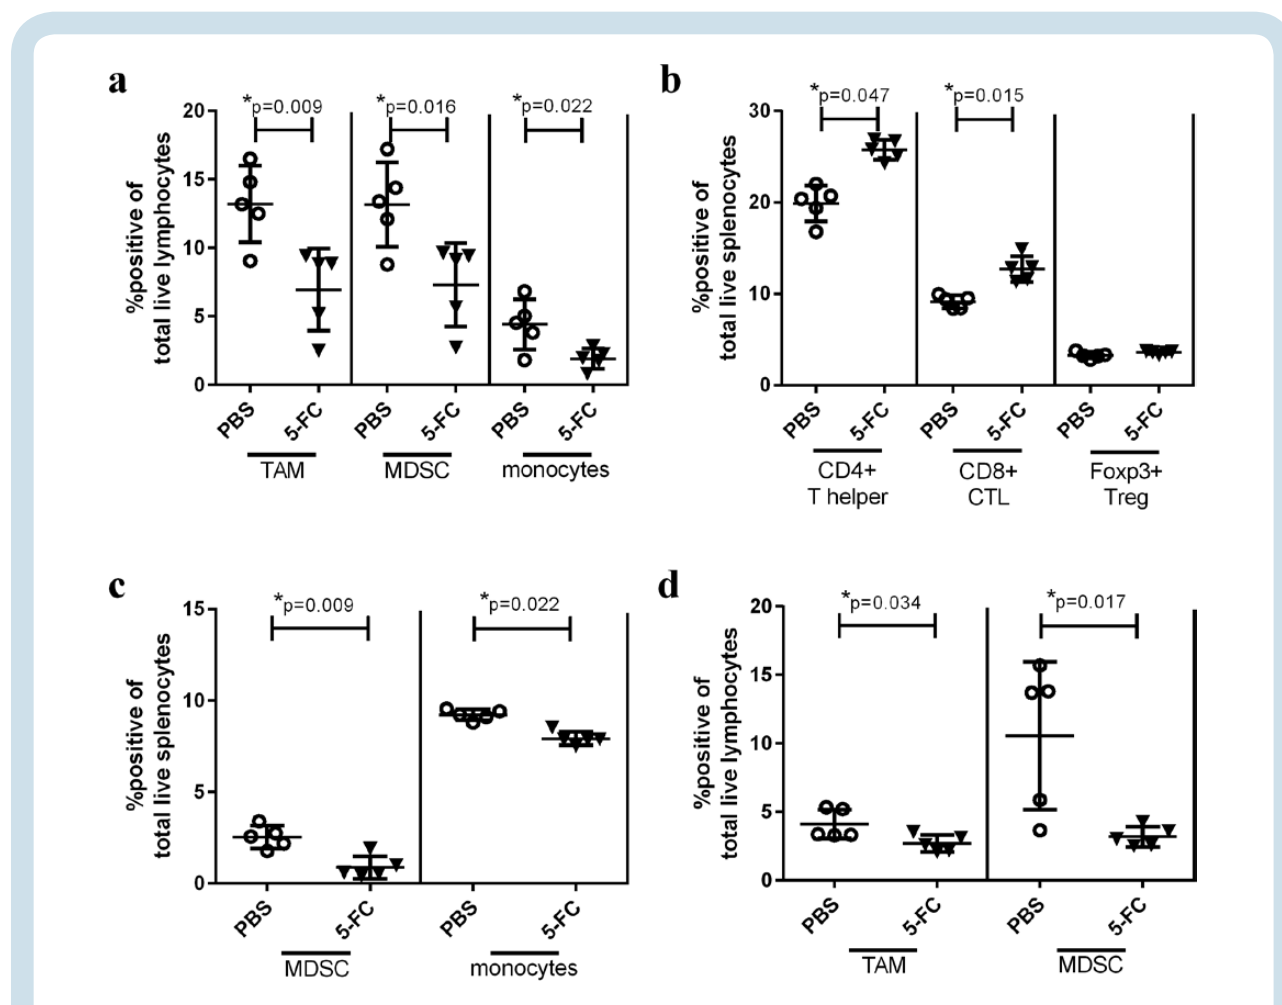 a
*p=0.009
*p=0.016
*p=0.022
%positive of
total live lymphocytes
20
15
10
5
0
PBS
5-FC
PBS
5-FC
PBS
5-FC
TAM
MDSC
monocytes
b
*p=0.047
*p=0.015
%positive of
total live splenocytes
30
20
10
0
PBS
5-FC
PBS
5-FC
PBS
5-FC
CD4+
T helper
CD8+
CTL
Foxp3+
Treg
c
*p=0.009
*p=0.022
%positive of
total live splenocytes
15
10
5
0
PBS
5-FC
PBS
5-FC
MDSC
monocytes
d
*p=0.034
*p=0.017
%positive of
total live lymphocytes
20
15
10
5
0
PBS
5-FC
PBS
5-FC
TAM
MDSC